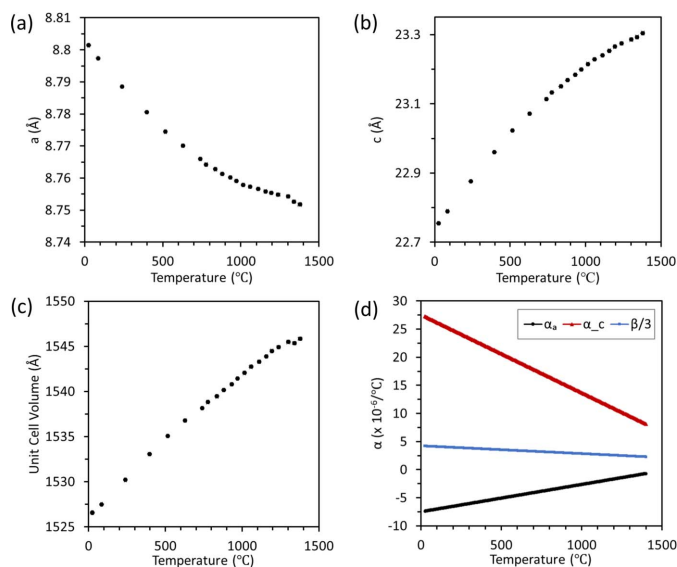 (a)
8.8
8.79
8.78
8.77
8.76
8.75
8.74
a (Å)
0 500 1000 1500
Temperature (℃)
(b)
23.3
23.1
22.9
22.7
c (Å)
0 500 1000 1500
Temperature (℃)
(c)
1550
1545
1540
1535
1530
1525
Unit Cell Volume (Å)
0 500 1000 1500
Temperature (℃)
(d)
30
25
20
15
10
5
0
-5
-10
α (x 10⁻⁶/℃)
αₐ α_c β/3
0 500 1000 1500
Temperature (℃)